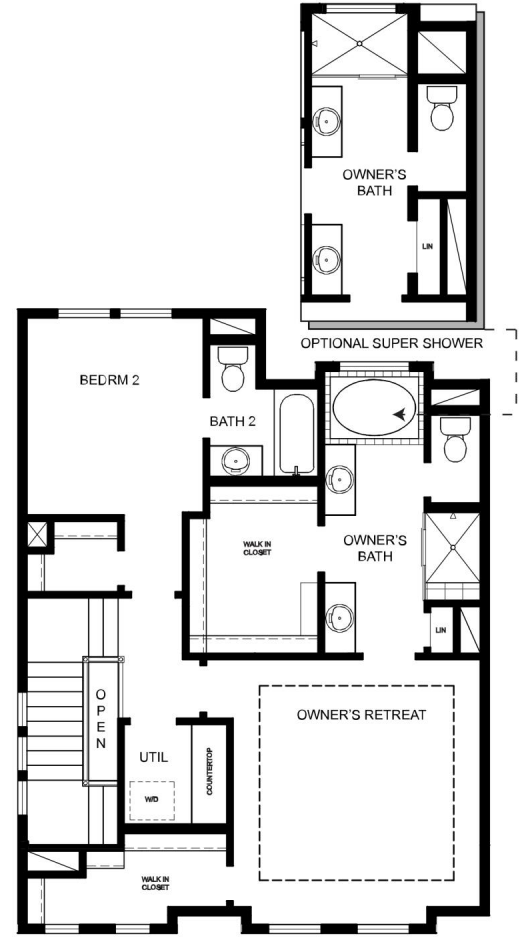 OWNER'S
BATH
LIN
OPTIONAL SUPER SHOWER
BEDRM 2
BATH 2
WALK IN
CLOSET
OWNER'S
BATH
LIN
O
P
E
N
OWNER'S RETREAT
UTIL
COUNTERTOP
W/D
WALK IN
CLOSET